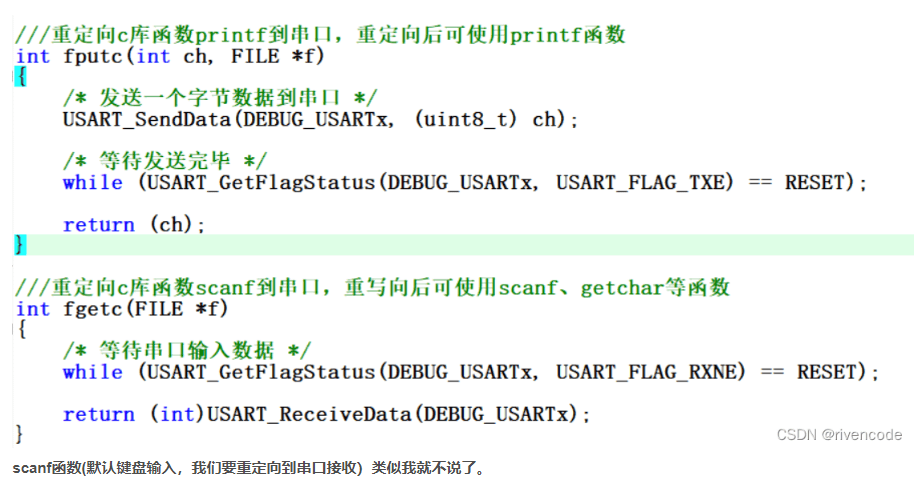 ///重定向c库函数printf到串口，重定向后可使用printf函数
int fputc(int ch, FILE *f)
{
/* 发送一个字节数据到串口 */
USART_SendData(DEBUG_USARTx, (uint8_t) ch);
/* 等待发送完毕 */
while (USART_GetFlagStatus(DEBUG_USARTx, USART_FLAG_TXE) == RESET);
return (ch);
}
///重定向c库函数scanf到串口，重写向后可使用scanf、getchar等函数
int fgetc(FILE *f)
{
/* 等待串口输入数据 */
while (USART_GetFlagStatus(DEBUG_USARTx, USART_FLAG_RXNE) == RESET);
return (int)USART_ReceiveData(DEBUG_USARTx);
}
CSDN @rivencode
scanf函数(默认键盘输入，我们要重定向到串口接收）类似我就不说了。